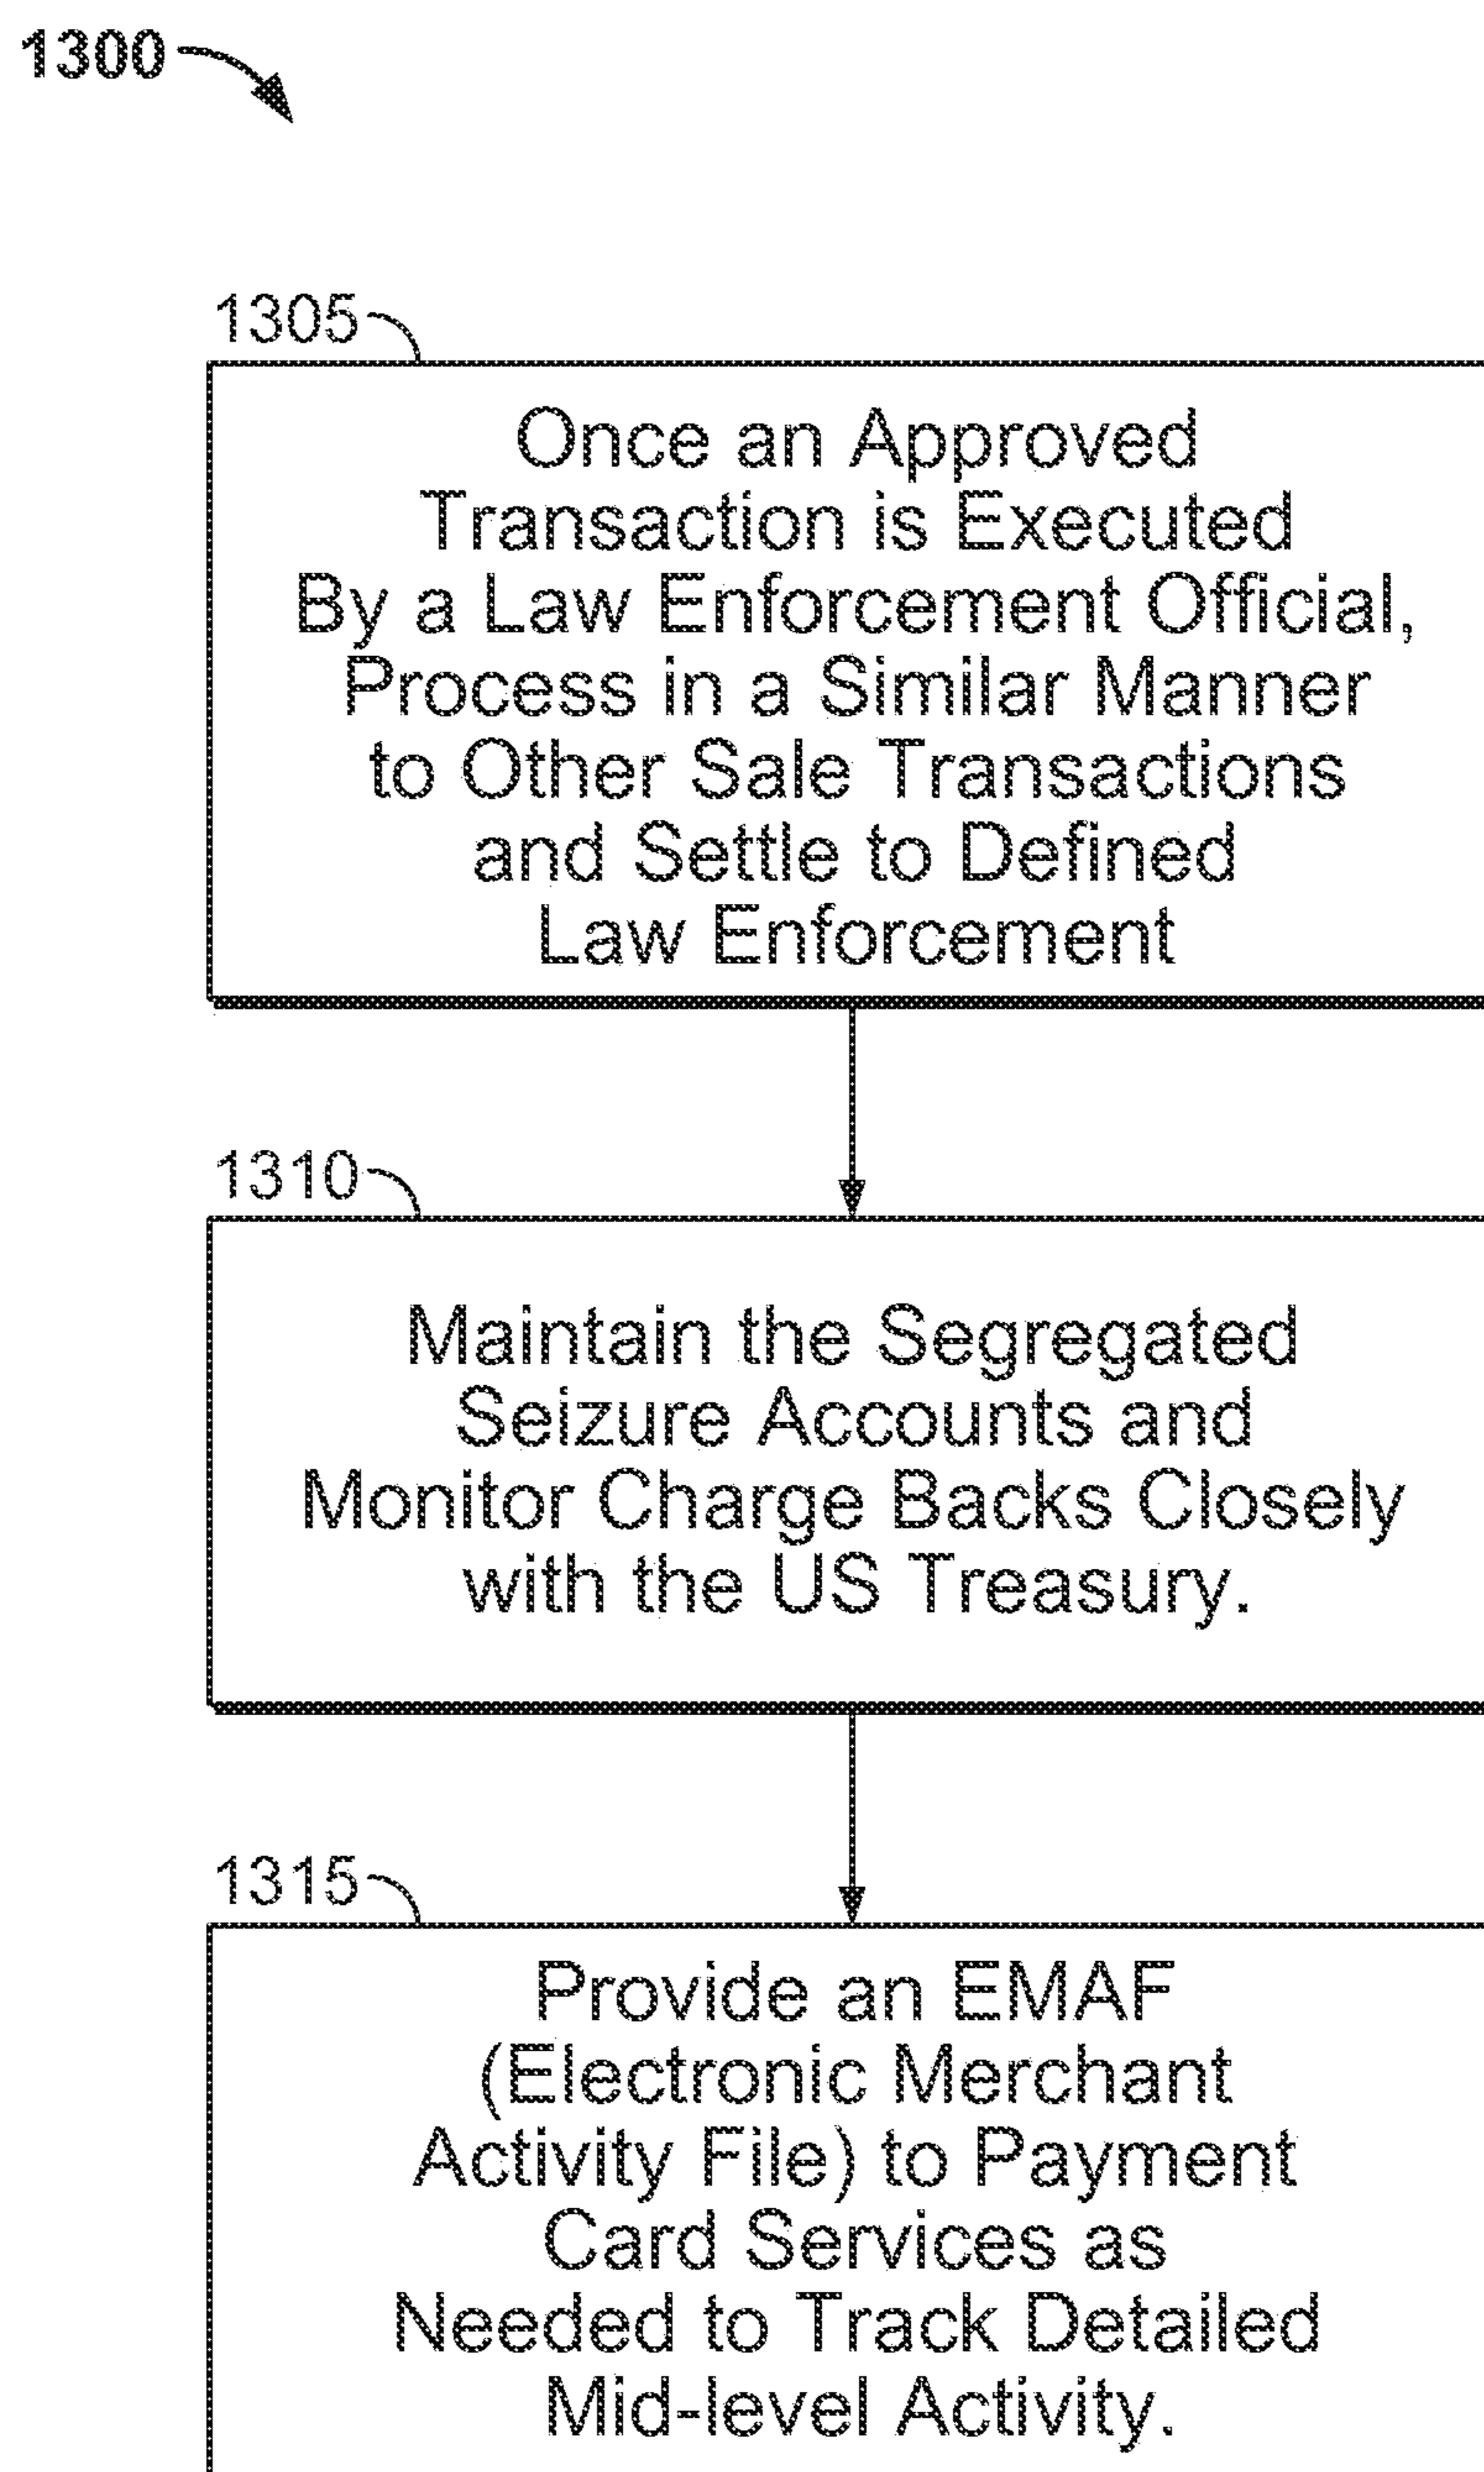 1300
1305
Once an Approved
Transaction is Executed
By a Law Enforcement Official,
Process in a Similar Manner
to Other Sale Transactions
and Settle to Defined
Law Enforcement
1310
Maintain the Segregated
Seizure Accounts and
Monitor Charge Backs Closely
with the US Treasury.
1315
Provide an EMAF
(Electronic Merchant
Activity File) to Payment
Card Services as
Needed to Track Detailed
Mid-level Activity.